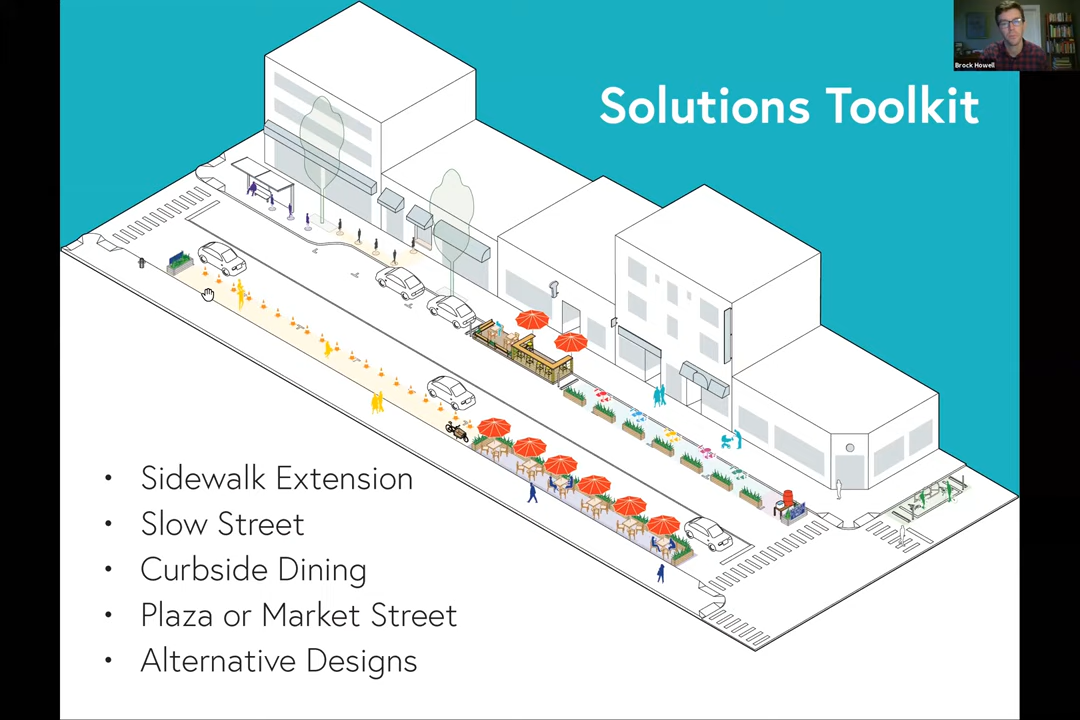 Brock Howell
Solutions Toolkit
• Sidewalk Extension
• Slow Street
• Curbside Dining
• Plaza or Market Street
• Alternative Designs